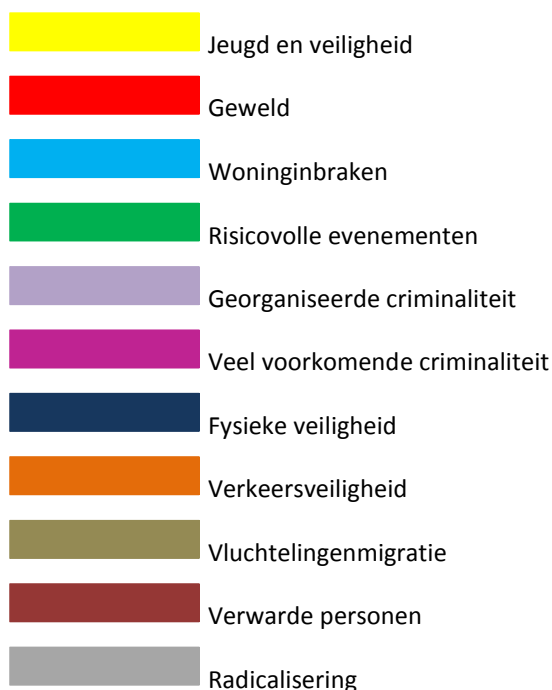 Jeugd en veiligheid
Geweld
Woninginbraken
Risicovolle evenementen
Georganiseerde criminaliteit
Veel voorkomende criminaliteit
Fysieke veiligheid
Verkeersveiligheid
Vluchtelingenmigratie
Verwarde personen
Radicalisering